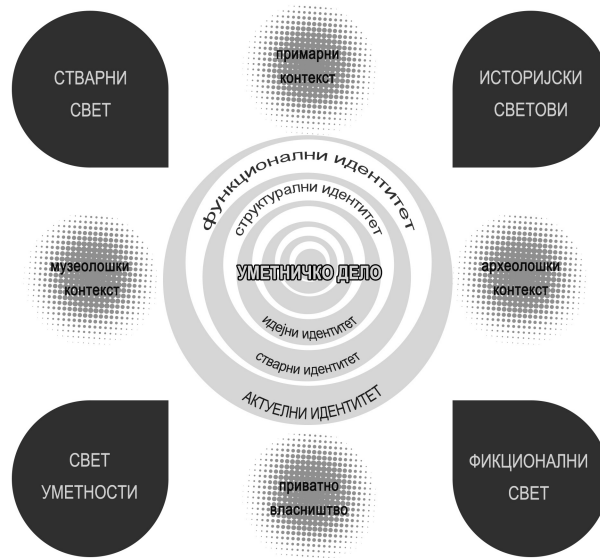 СТВАРНИ
СВЕТ
примарни
контекст
ИСТОРИЈСКИ
СВЕТОВИ
функционални идентитет
структурални идентитет
музеолошки
контекст
УМЕТНИЧКО ДЕЛО
археолошки
контекст
идејни идентитет
стварни идентитет
АКТУЕЛНИ ИДЕНТИТЕТ
СВЕТ
УМЕТНОСТИ
приватно
власништво
ФИКЦИОНАЛНИ
СВЕТ